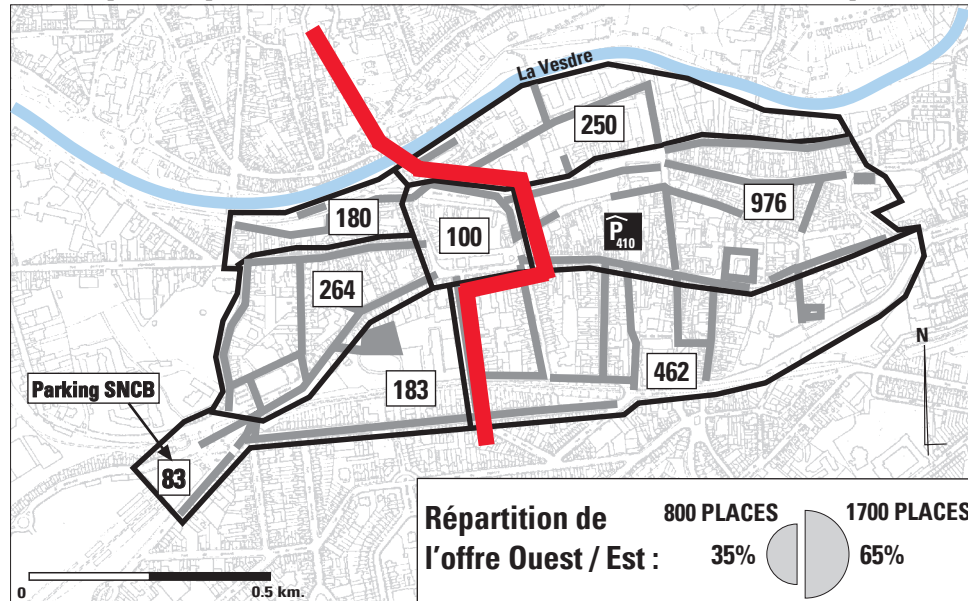 La Vesdre
250
180
976
100
P
410
264
N
462
183
Parking SNCB
83
Répartition de
l'offre Ouest / Est :
800 PLACES
1700 PLACES
35%
65%
0
0.5 km.